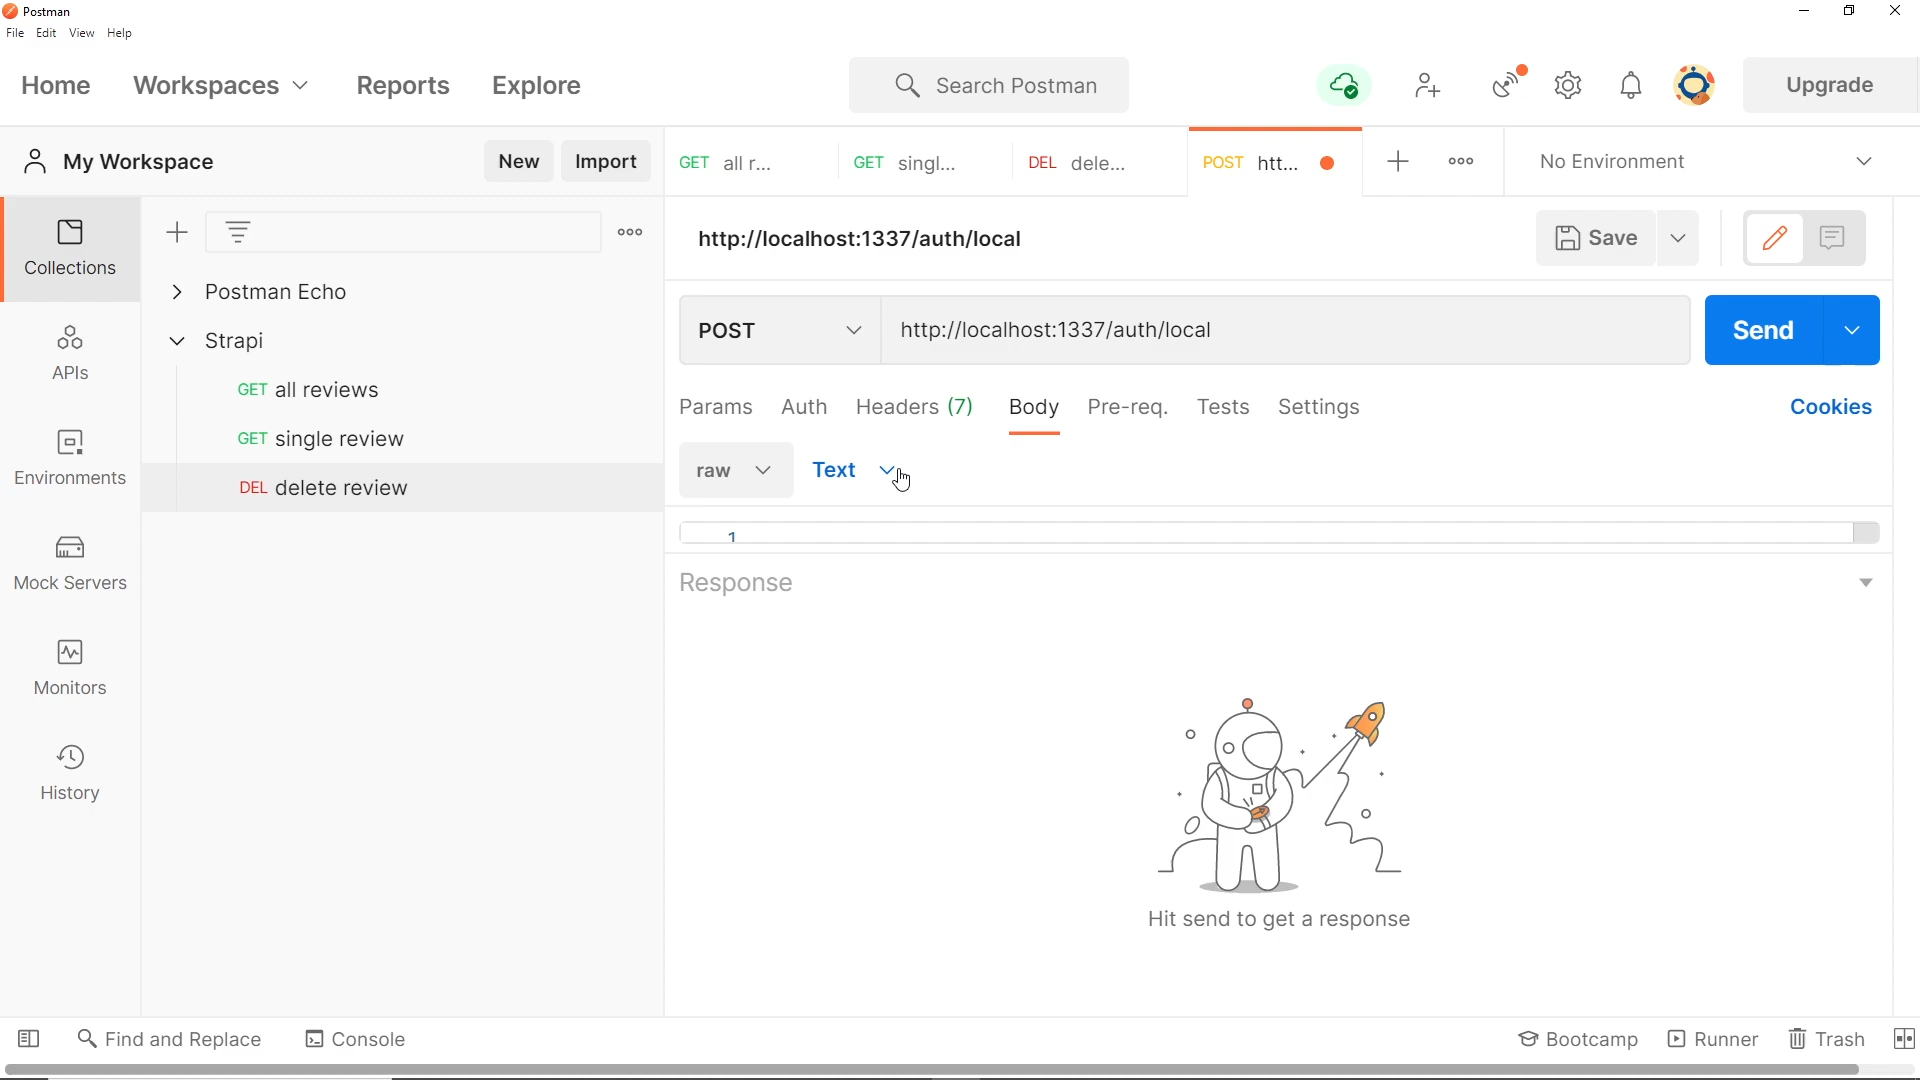 Postman
File Edit View Help
Home Workspaces Reports Explore Search Postman Upgrade
My Workspace New Import GET all r... GET singl... DEL dele... POST htt... No Environment
Collections
APIs
Environments
Mock Servers
Monitors
History
Postman Echo
Strapi
GET all reviews
GET single review
DEL delete review
http://localhost:1337/auth/local Save
POST http://localhost:1337/auth/local Send
Params Auth Headers (7) Body Pre-req. Tests Settings Cookies
raw Text
1
Response
Hit send to get a response
Find and Replace Console Bootcamp Runner Trash